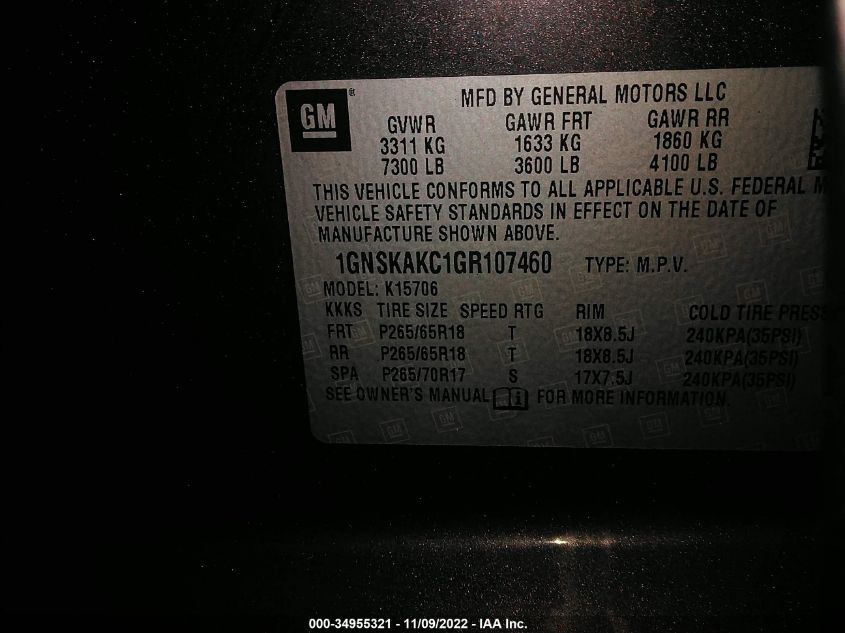 GM ®
MFD BY GENERAL MOTORS LLC
GVWR GAWR FRT GAWR RR
3311 KG 1633 KG 1860 KG
7300 LB 3600 LB 4100 LB
THIS VEHICLE CONFORMS TO ALL APPLICABLE U.S. FEDERAL M
VEHICLE SAFETY STANDARDS IN EFFECT ON THE DATE OF
MANUFACTURE SHOWN ABOVE.
1GNSKAKC1GR107460 TYPE: M.P.V.
MODEL: K15706
KKKS TIRE SIZE SPEED RTG RIM COLD TIRE PRESS
FRT P265/65R18 T 18X8.5J 240KPA(35PSI)
RR P265/65R18 T 18X8.5J 240KPA(35PSI)
SPA P265/70R17 S 17X7.5J 240KPA(35PSI)
SEE OWNER'S MANUAL i FOR MORE INFORMATION.
000-34955321 - 11/09/2022 - IAA Inc.